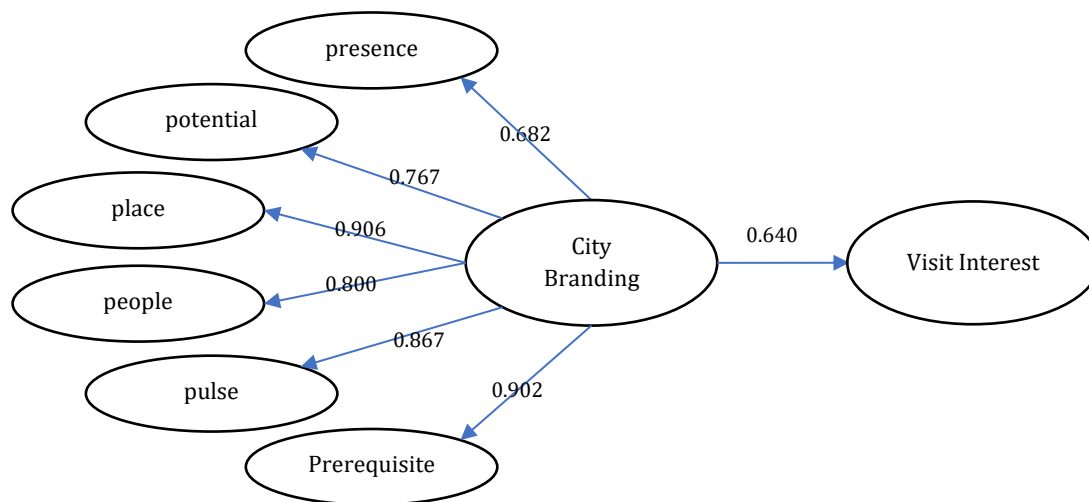 presence
potential
0.682
0.767
place
0.906
City
Branding
0.640
Visit Interest
people
0.800
0.867
pulse
0.902
Prerequisite